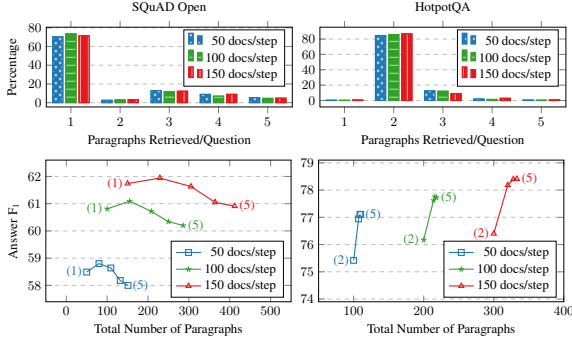 SQuAD Open
HotpotQA
Percentage
80
60
40
20
0
50 docs/step
100 docs/step
150 docs/step
1 2 3 4 5
Paragraphs Retrieved/Question
80
60
40
20
0
50 docs/step
100 docs/step
150 docs/step
1 2 3 4 5
Paragraphs Retrieved/Question
Answer F1
62
61
60
59
58
(1)
(5)
(1)
(5)
(1)
(5)
50 docs/step
100 docs/step
150 docs/step
0 100 200 300 400 500
Total Number of Paragraphs
79
78
77
76
75
74
(5)
(2)
(5)
(2)
(5)
(2)
50 docs/step
100 docs/step
150 docs/step
100 200 300 400
Total Number of Paragraphs